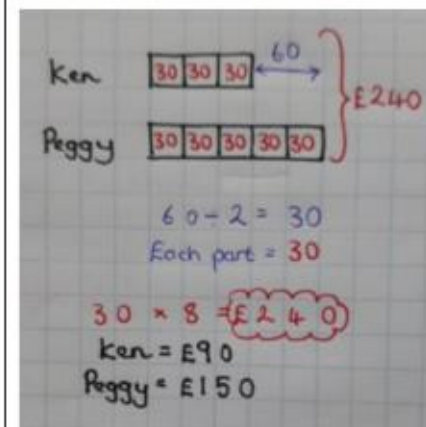 Ken 30 30 30 60
£240
Peggy 30 30 30 30 30
60 - 2 = 30
Each part = 30
30 × 8 = £240
Ken = £90
Peggy = £150